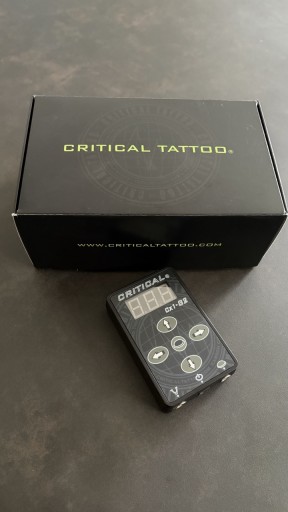 CRITICAL TATTOO®
WWW.CRITICALTATTOO.COM
CRITICAL®
CX1-G2
V